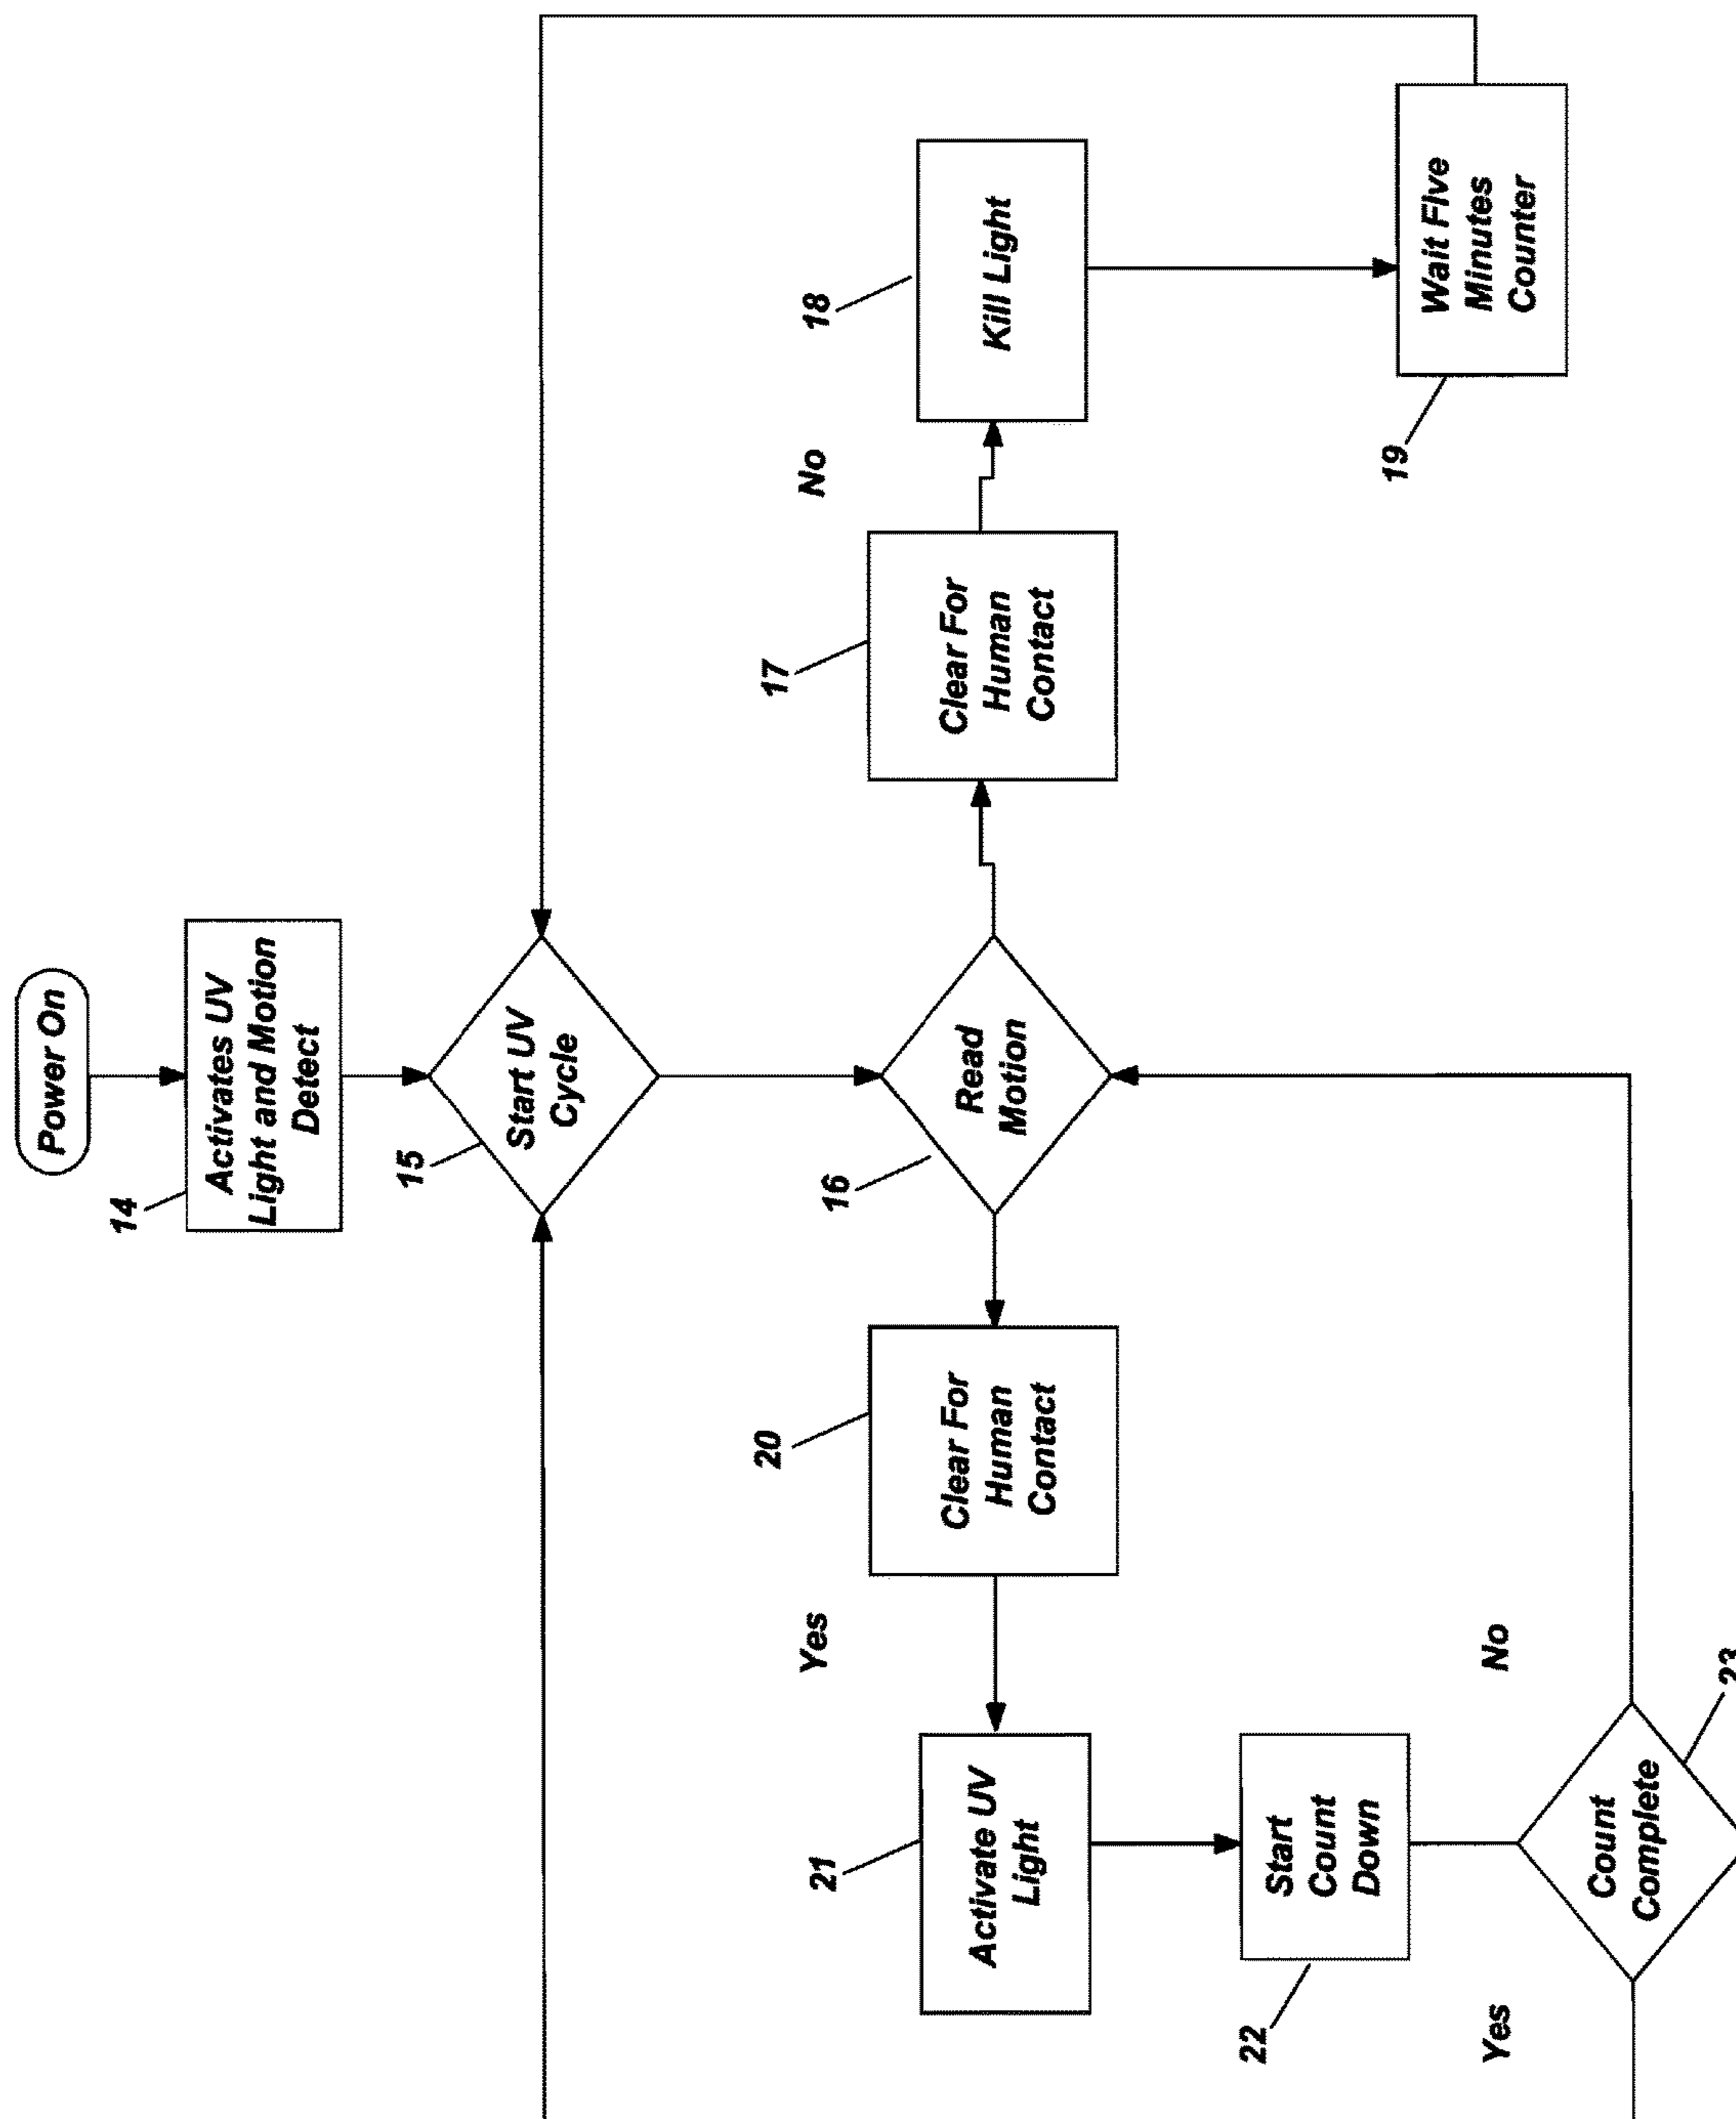 Power On
14
Activates UV
Light and Motion
Detect
15
Start UV
Cycle
16
Read
Motion
20
Clear For
Human
Contact
17
Clear For
Human
Contact
No
18
Kill Light
19
Wait Five
Minutes
Counter
Yes
21
Activate UV
Light
22
Start
Count
Down
Yes
Count
Complete
No
23